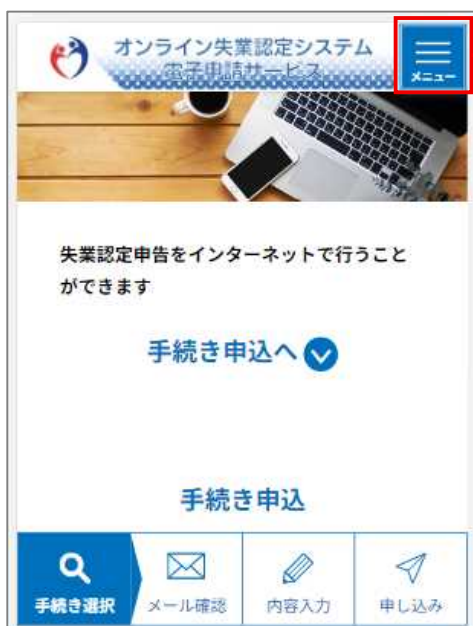 オンライン失業認定システム
電子申請サービス
メニュー
失業認定申告をインターネットで行うこと
ができます
手続き申込へ
手続き申込
手続き選択
メール確認
内容入力
申し込み